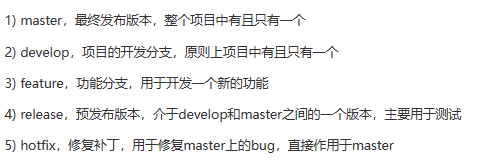 1) master，最终发布版本，整个项目中有且只有一个
2) develop，项目的开发分支，原则上项目中有且只有一个
3) feature，功能分支，用于开发一个新的功能
4) release，预发布版本，介于develop和master之间的一个版本，主要用于测试
5) hotfix，修复补丁，用于修复master上的bug，直接作用于master